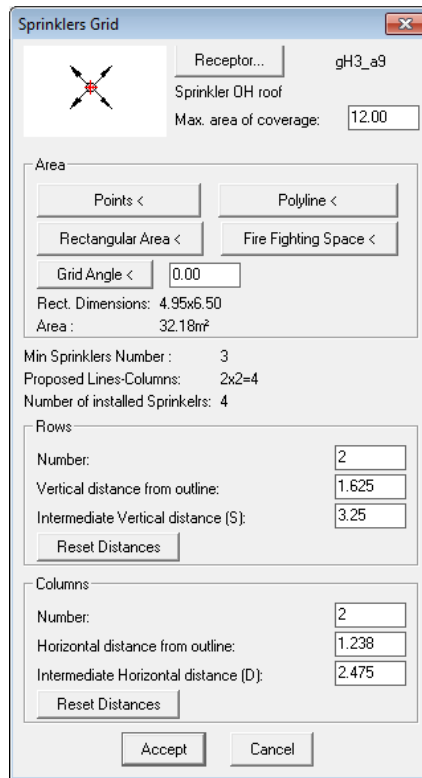 Sprinklers Grid
Receptor... gH3_a9
Sprinkler OH roof
Max. area of coverage: 12.00
Area
Points < Polyline <
Rectangular Area < Fire Fighting Space <
Grid Angle < 0.00
Rect. Dimensions: 4.95x6.50
Area : 32.18m²
Min Sprinklers Number : 3
Proposed Lines-Columns: 2x2=4
Number of installed Sprinkelrs: 4
Rows
Number: 2
Vertical distance from outline: 1.625
Intermediate Vertical distance (S): 3.25
Reset Distances
Columns
Number: 2
Horizontal distance from outline: 1.238
Intermediate Horizontal distance (D): 2.475
Reset Distances
Accept Cancel